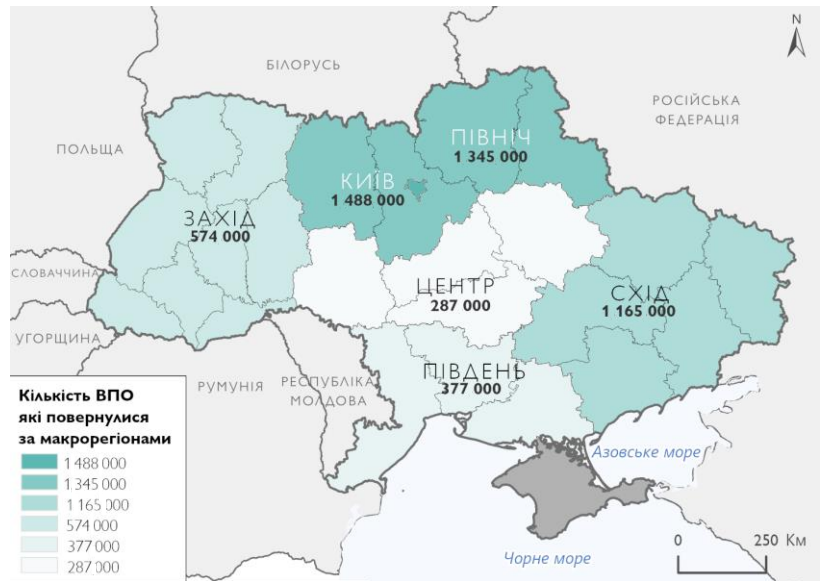 N
БІЛОРУСЬ
РОСІЙСЬКА
ФЕДЕРАЦІЯ
ПОЛЬЩА
ПІВНІЧ
1 345 000
КИЇВ
1 488 000
ЗАХІД
574 000
СЛОВАЧЧИНА
ЦЕНТР
287 000
СХІД
1 165 000
УГОРЩИНА
РУМУНІЯ
РЕСПУБЛІКА
МОЛДОВА
ПІВДЕНЬ
377 000
Азовське море
Чорне море
0 250 Км
Кількість ВПО
які повернулися
за макрорегіонами
1 488 000
1 345 000
1 165 000
574 000
377 000
287 000